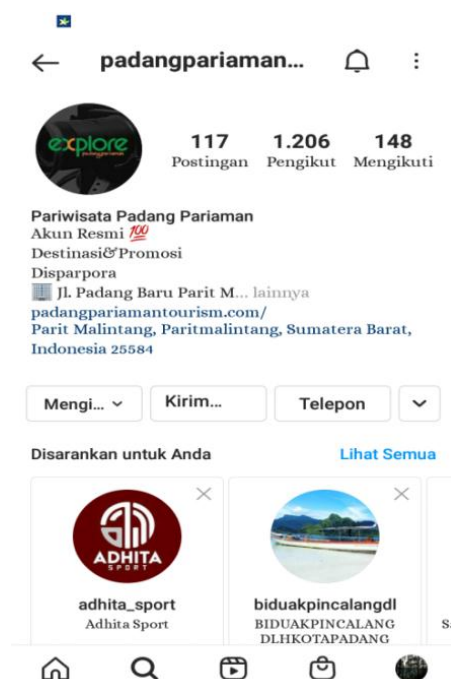 padangpariaman...
explore
117 1.206 148
Postingan Pengikut Mengikuti
Pariwisata Padang Pariaman
Akun Resmi 💯
Destinasi&Promosi
Disparpora
🏢 Jl. Padang Baru Parit M... lainnya
padangpariamantourism.com/
Parit Malintang, Paritmalintang, Sumatera Barat,
Indonesia 25584
Mengi... Kirim... Telepon
Disarankan untuk Anda Lihat Semua
ADHITA
SPORT
adhita_sport
Adhita Sport
biduakpincalangdl
BIDUAKPINCALANG
DLHKOTAPADANG